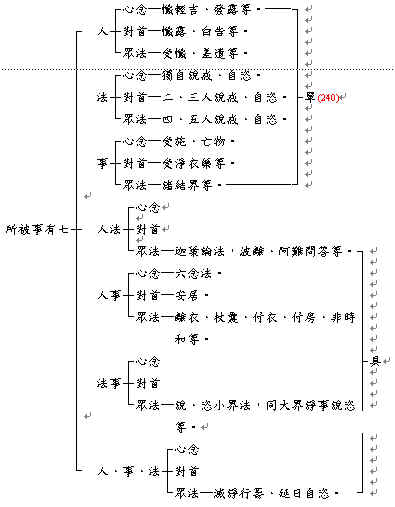 心念─懺輕吉、發露等。
人 對首─懺露、白告等。
眾法─受懺、差遣等。
心念─獨自說戒、自恣。
法 對首─二、三人說戒、自恣。 單(240)
眾法─四、五人說戒、自恣。
心念─受施、亡物。
事 對首─受淨衣藥等。
眾法─諸結界等。
心念
所被事有七 人法 對首
眾法─迦葉論法，波離、阿難問答等。
心念─六念法。
人事 對首─安居。
眾法─離衣、杖囊、付衣、付房、非時
和等。
心念 具
法事 對首
眾法─說、恣小界法，同大界諍事說恣
等。
心念
人、事、法 對首
眾法─滅諍行籌、延日自恣。